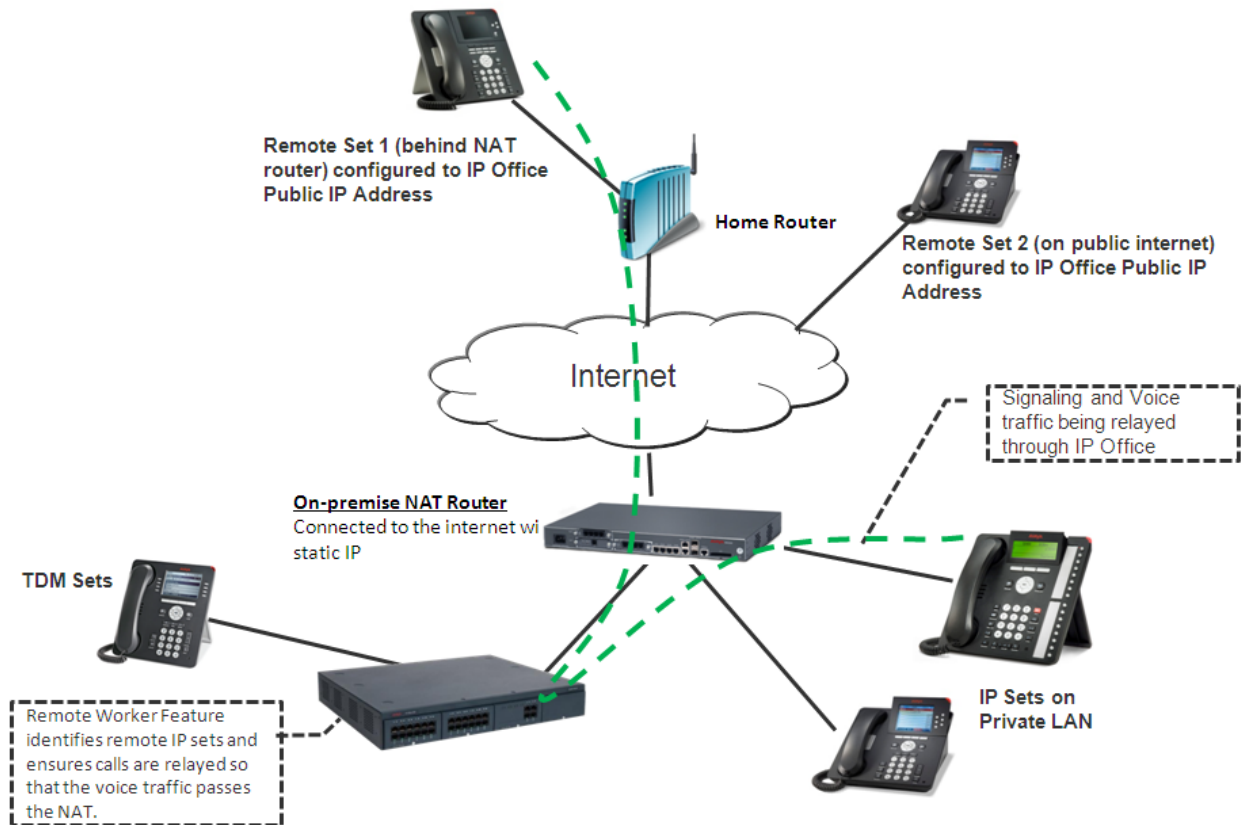 Remote Set 1 (behind NAT
router) configured to IP Office
Public IP Address
Home Router
Remote Set 2 (on public internet)
configured to IP Office Public IP
Address
Internet
Signaling and Voice
traffic being relayed
through IP Office
On-premise NAT Router
Connected to the internet wi
static IP
TDM Sets
IP Sets on
Private LAN
Remote Worker Feature
identifies remote IP sets and
ensures calls are relayed so
that the voice traffic passes
the NAT.